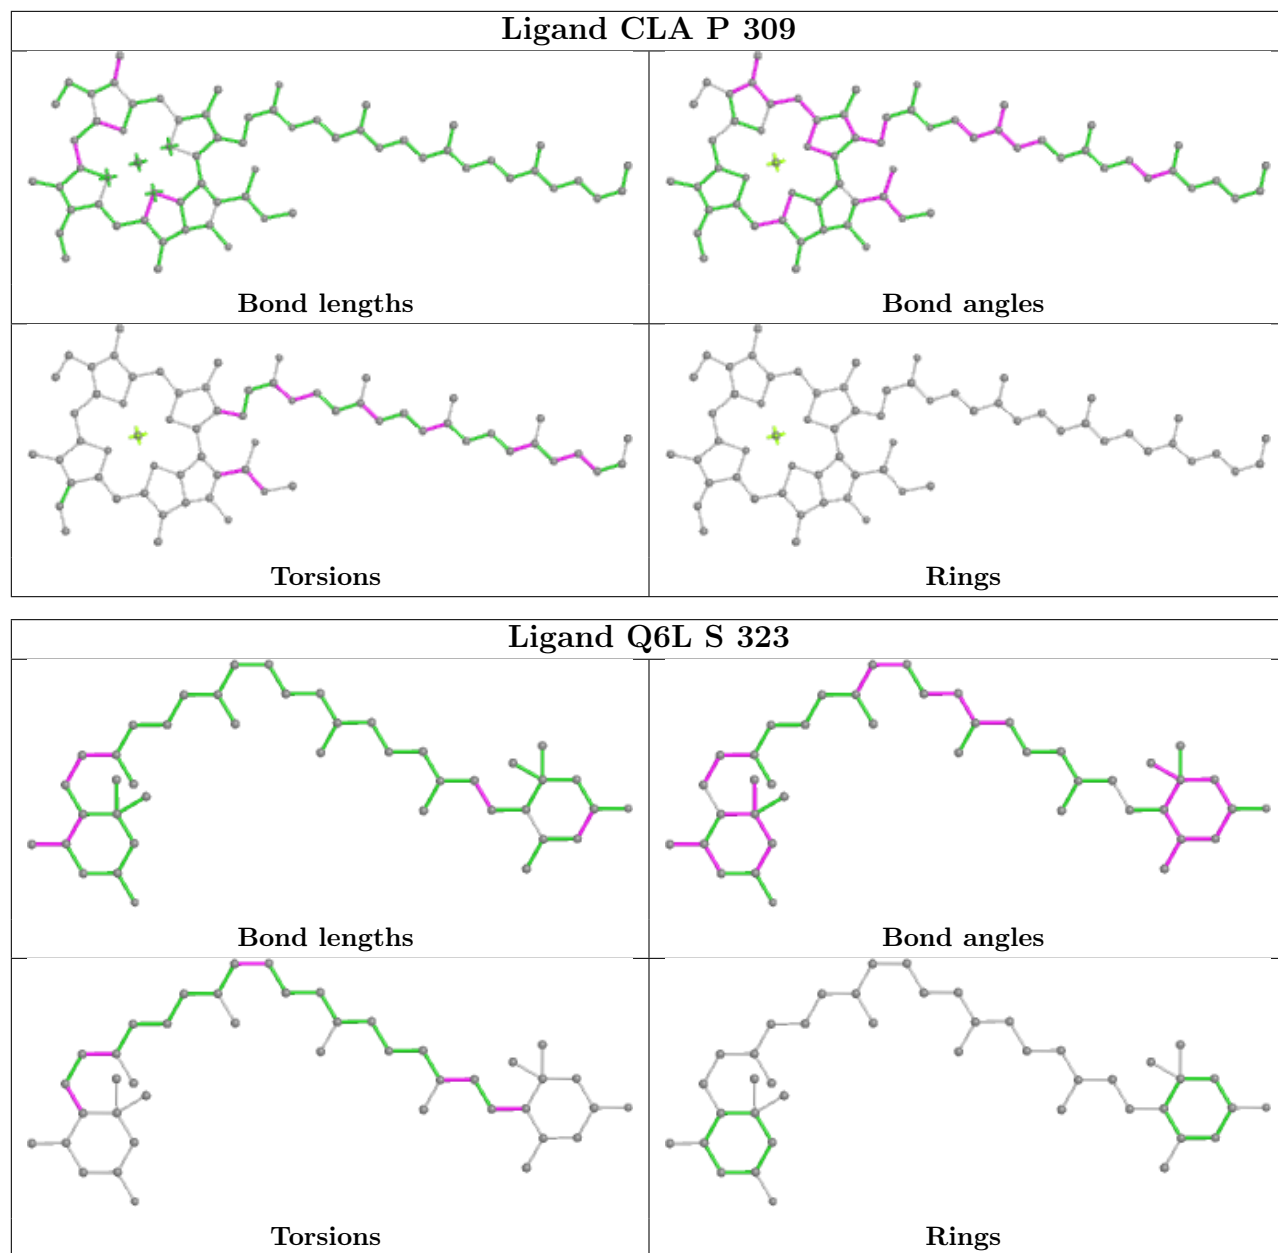 Ligand CLA P 309
Bond lengths
Bond angles
Torsions
Rings
Ligand Q6L S 323
Bond lengths
Bond angles
Torsions
Rings